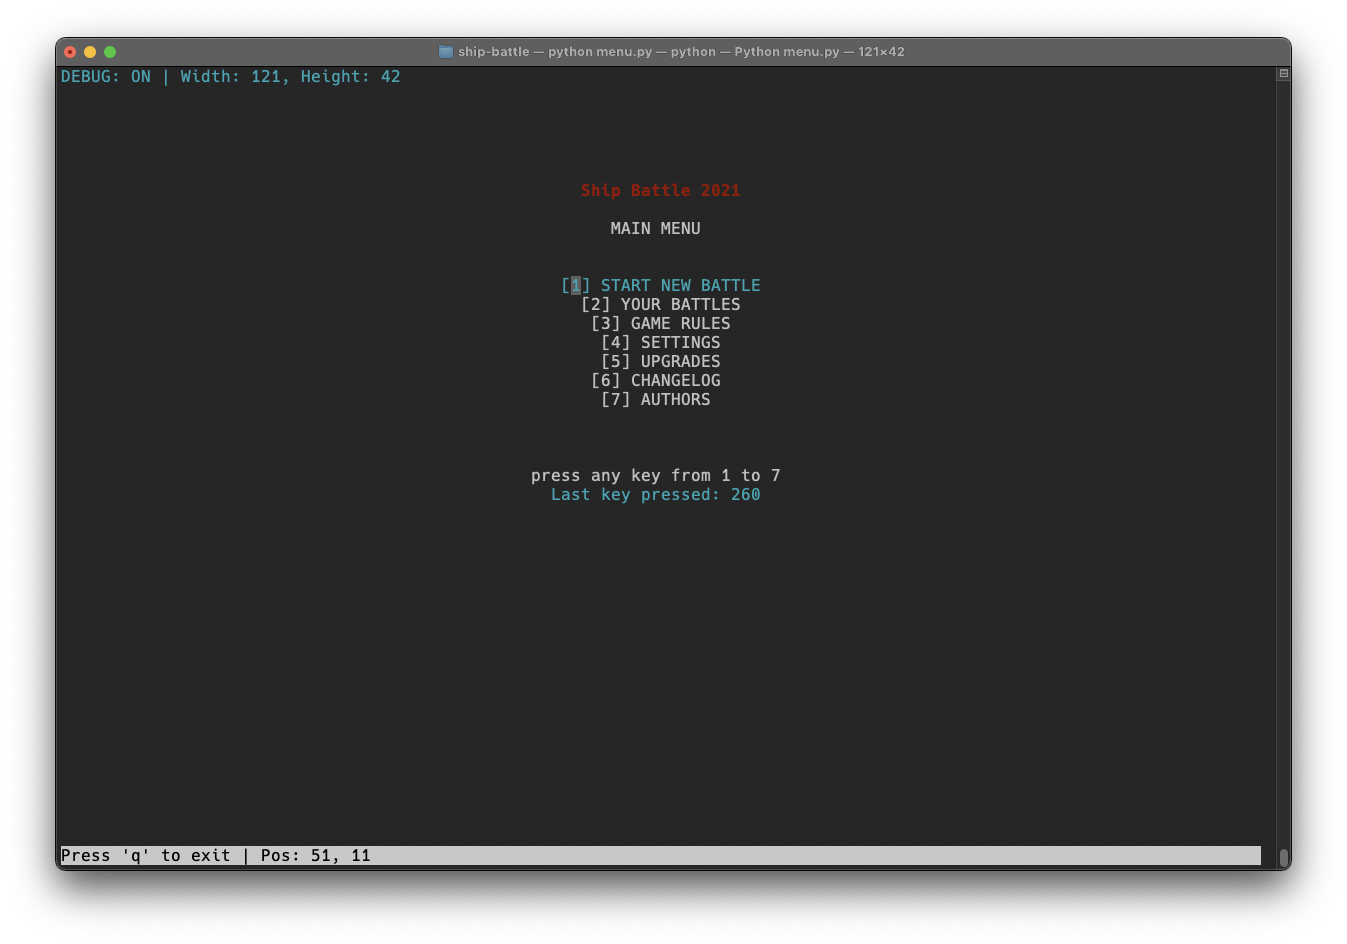 ship-battle — python menu.py — python — Python menu.py — 121×42
DEBUG: ON | Width: 121, Height: 42
Ship Battle 2021
MAIN MENU
[1] START NEW BATTLE
[2] YOUR BATTLES
[3] GAME RULES
[4] SETTINGS
[5] UPGRADES
[6] CHANGELOG
[7] AUTHORS
press any key from 1 to 7
Last key pressed: 260
Press 'q' to exit | Pos: 51, 11